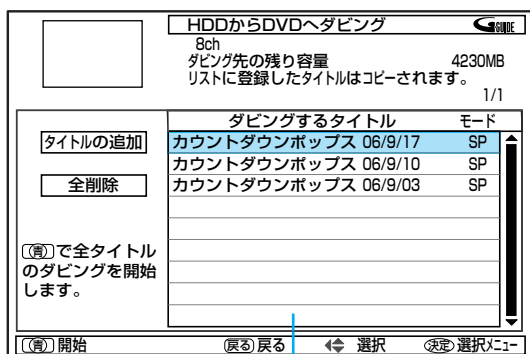 HDDからDVDへダビング
GGUIDE
8ch
ダビング先の残り容量 4230MB
リストに登録したタイトルはコピーされます。
1/1
ダビングするタイトル モード
タイトルの追加
カウントダウンポップス 06/9/17 SP
カウントダウンポップス 06/9/10 SP
全削除
カウントダウンポップス 06/9/03 SP
青で全タイトル
のダビングを開始
します。
青 開始 戻る 戻る 選択 決定 選択メニュー